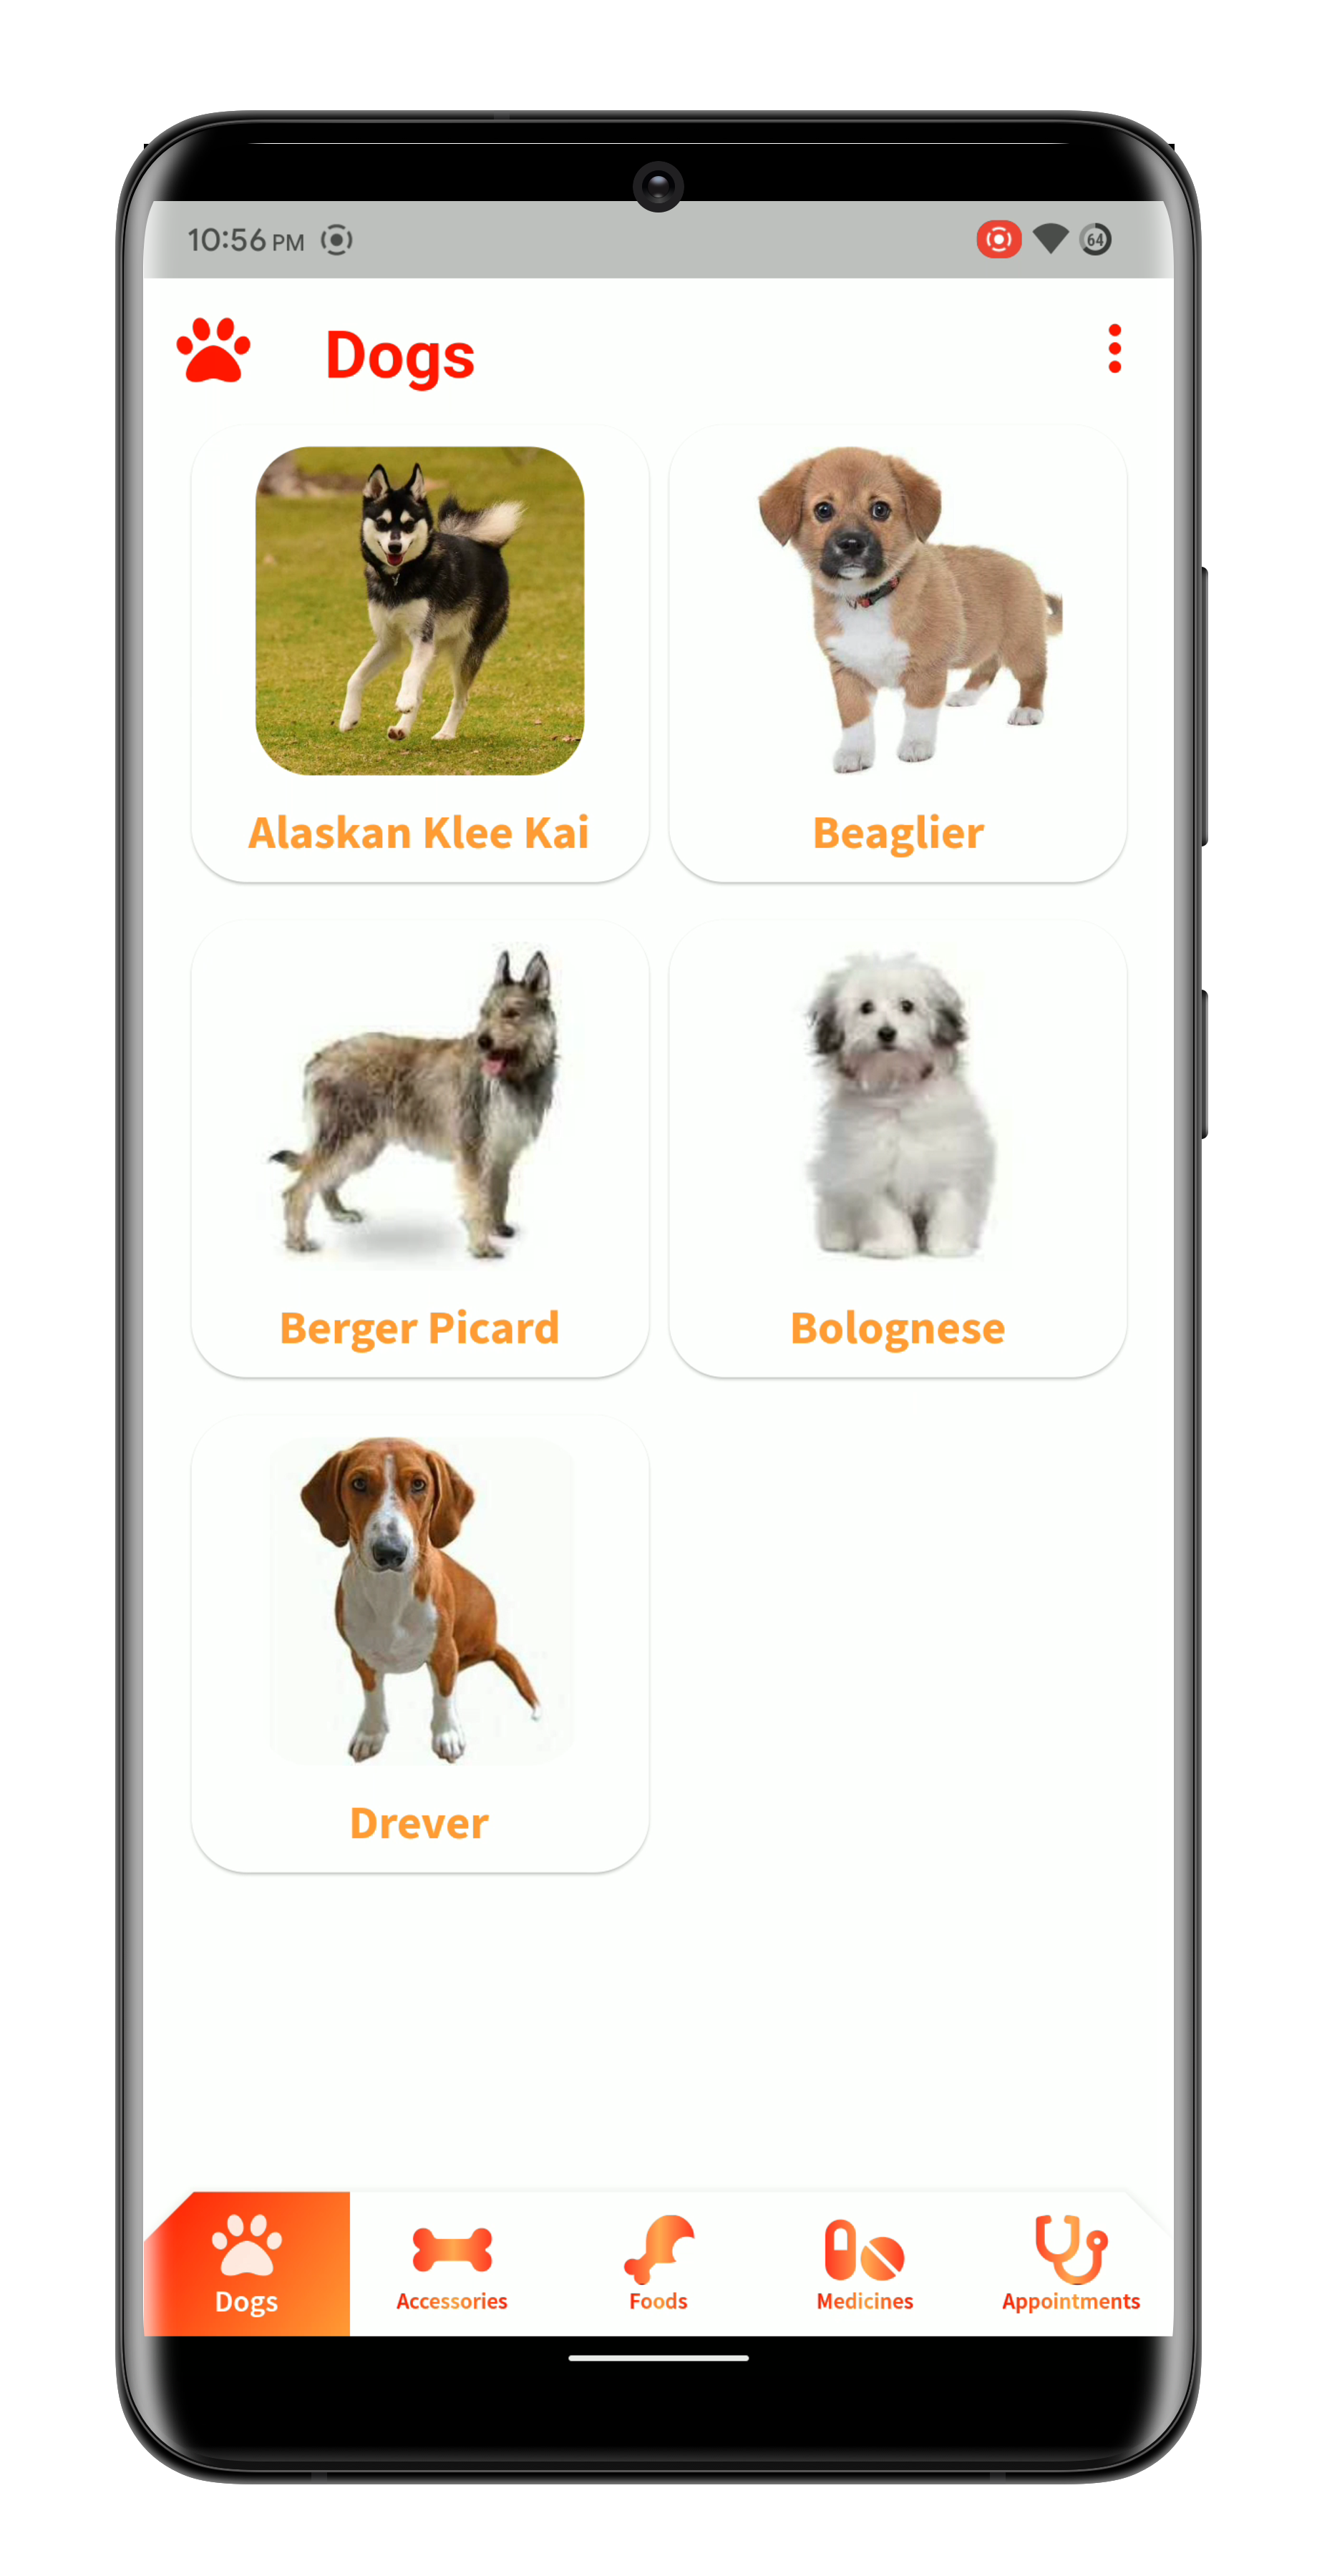 10:56 PM
64
Dogs
Alaskan Klee Kai
Beaglier
Berger Picard
Bolognese
Drever
Dogs
Accessories
Foods
Medicines
Appointments